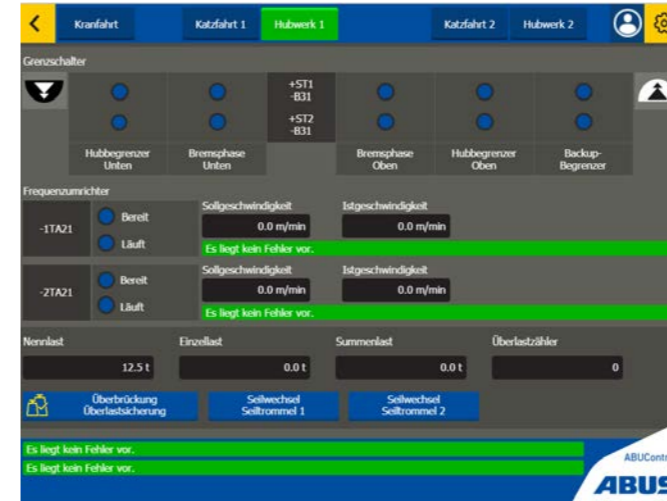 Kranfahrt Katzfahrt 1 Hubwerk 1 Katzfahrt 2 Hubwerk 2
Grenzschalter
+ST1
-B31
+ST2
-B31
Hubbegrenzer Unten
Bremsphase Unten
Bremsphase Oben
Hubbegrenzer Oben
Backup-Begrenzer
Frequenzumrichter
-1TA21
Bereit
Läuft
Sollgeschwindigkeit Istgeschwindigkeit
0.0 m/min 0.0 m/min
Es liegt kein Fehler vor.
-2TA21
Bereit
Läuft
Sollgeschwindigkeit Istgeschwindigkeit
0.0 m/min 0.0 m/min
Es liegt kein Fehler vor.
Nennlast Einzellast Summenlast Überlastzähler
12.5 t 0.0 t 0.0 t 0
Überbrückung Überlastsicherung
Seilwechsel Seiltrommel 1
Seilwechsel Seiltrommel 2
Es liegt kein Fehler vor.
Es liegt kein Fehler vor.
ABUContr
ABUS